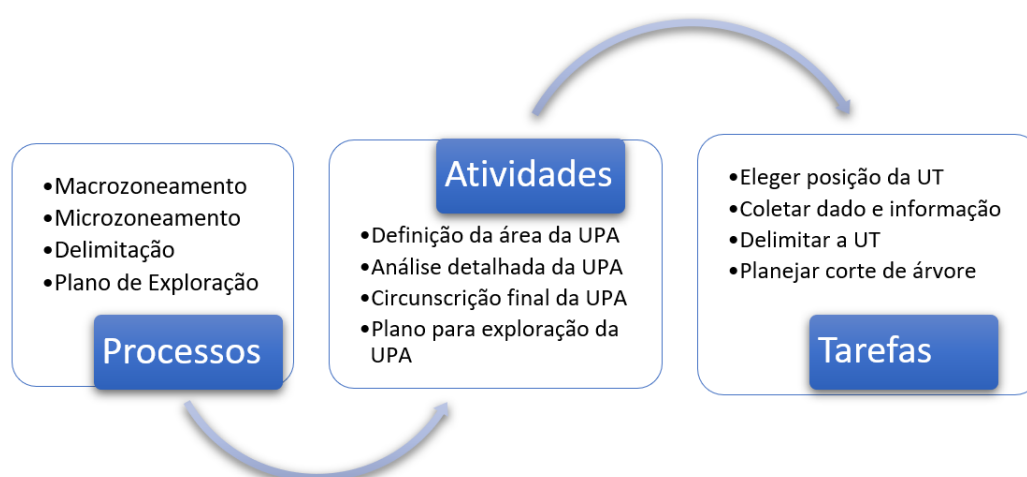 •Macrozoneamento
•Microzoneamento
•Delimitação
•Plano de Exploração
Processos
Atividades
•Definição da área da UPA
•Análise detalhada da UPA
•Circunscrição final da UPA
•Plano para exploração da
UPA
•Eleger posição da UT
•Coletar dado e informação
•Delimitar a UT
•Planejar corte de árvore
Tarefas